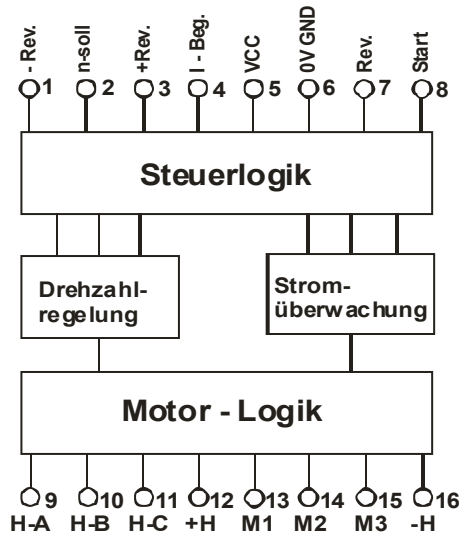 - Rev.
n-soll
+Rev.
I - Beg.
VCC
0V GND
Rev.
Start
1 2 3 4 5 6 7 8
Steuerlogik
Drehzahl-
regelung
Strom-
überwachung
Motor - Logik
9 10 11 12 13 14 15 16
H-A H-B H-C +H M1 M2 M3 -H